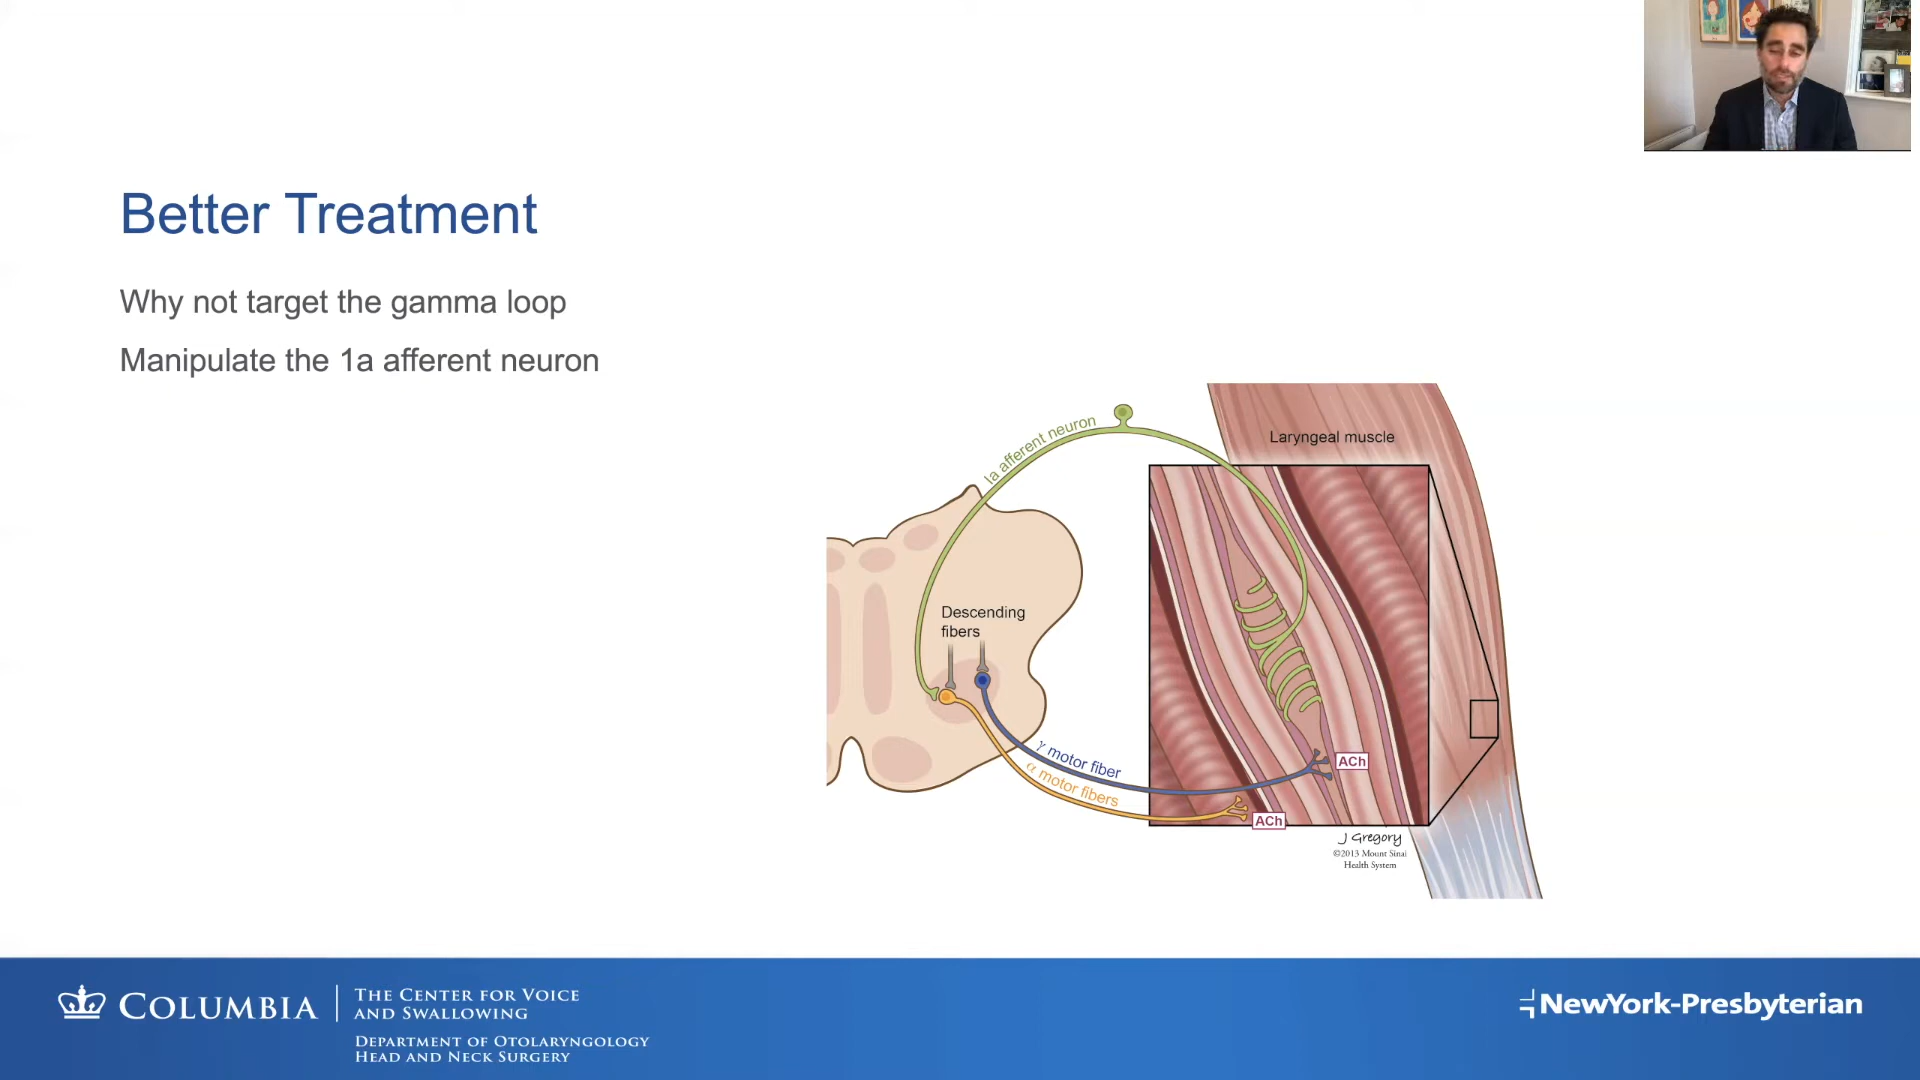 Better Treatment
Why not target the gamma loop
Manipulate the 1a afferent neuron
Ia afferent neuron
Laryngeal muscle
Descending
fibers
γ motor fiber
α motor fibers
ACh
ACh
J Gregory
©2013 Mount Sinai
Health System
COLUMBIA
THE CENTER FOR VOICE
AND SWALLOWING
DEPARTMENT OF OTOLARYNGOLOGY
HEAD AND NECK SURGERY
NewYork-Presbyterian